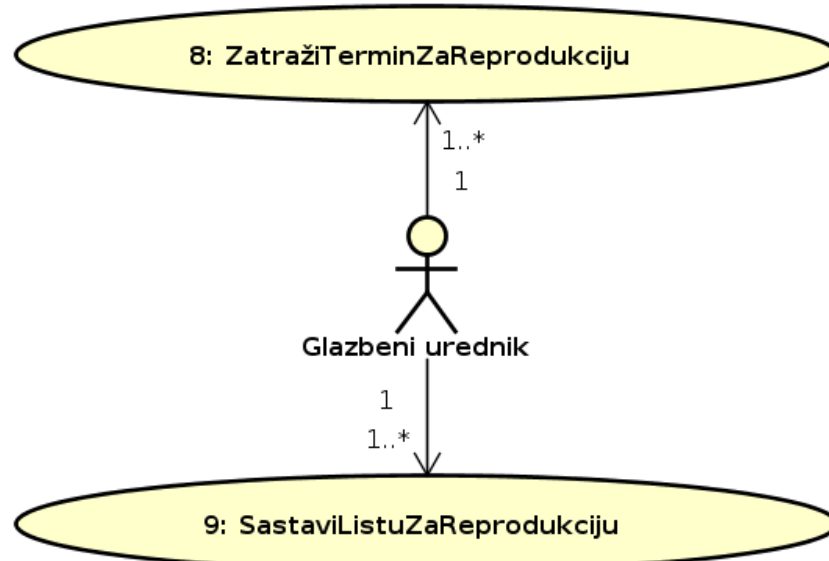 8: ZatražiTerminZaReprodukciju
1..*
1
Glazbeni urednik
1
1..*
9: SastaviListuZaReprodukciju